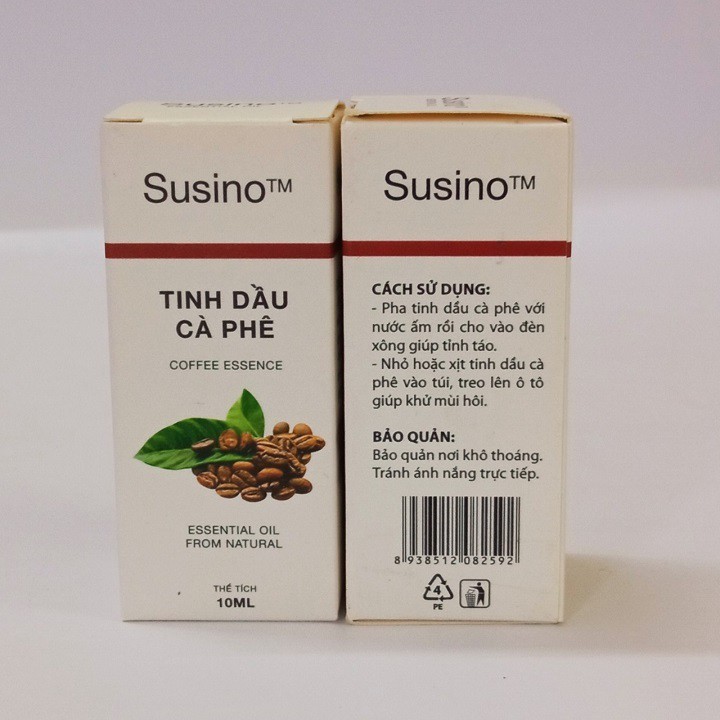 Susino™
TINH DẦU
CÀ PHÊ
COFFEE ESSENCE
ESSENTIAL OIL
FROM NATURAL
THỂ TÍCH
10ML
Susino™
CÁCH SỬ DỤNG:
- Pha tinh dầu cà phê với
nước ấm rồi cho vào đèn
xông giúp tỉnh táo.
- Nhỏ hoặc xịt tinh dầu cà
phê vào túi, treo lên ô tô
giúp khử mùi hôi.
BẢO QUẢN:
Bảo quản nơi khô thoáng.
Tránh ánh nắng trực tiếp.
8 938512 082592
4
PE